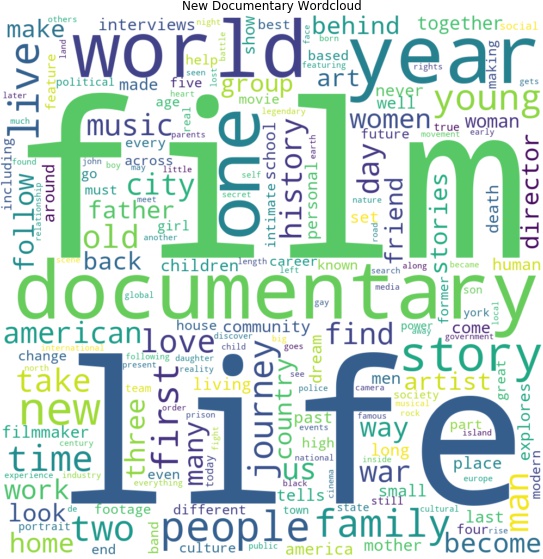 New Documentary Wordcloud
make
interviews
night
behind
together
social
others
land
world
year
best
show
battle
face
born
featuring
based
art
never
well
making
gets
rights
political
made
help
five
group
movie
feature
live
later
much
seen
lost
film
age
real
heart
legendary
young
women
woman
music
parents
one
history
school
intimate
personal
earth
future
true
early
movement
day
including
found
around
john
boy
may
little
every
across
go
must
city
self
secret
nature
set
road
friend
stories
death
director
follow
relationship
meet
father
girl
old
another
back
children
scene
length
career
left
known
search
media
along
former
became
son
human
documentary
global
gay
york
local
american
house
community
discover
find
power
away
come
government
story
international
change
love
child
big
goes
see
dream
men
north
following
present
daughter
reality
take
new
first
team
living
journey
country
police
camera
artist
society
musical
rock
great
explores
life
filmmaker
century
three
order
many
prison
today
fight
us
past
events
high
national
famous
way
long
part
island
man
modern
time
experience
industry
even
everything
black
tells
cinema
war
inside
small
still
place
europe
work
look
de
footage
two
band
different
people
town
state
family
cultural
last
four
rise
home
portrait
end
culture
public
america
mother
become